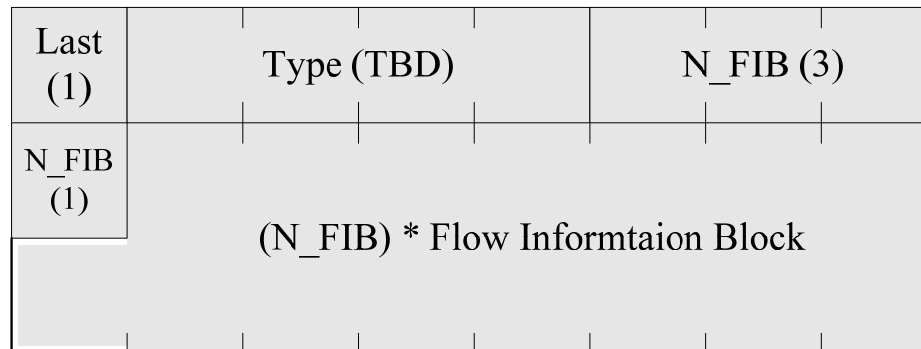 Last
(1)
Type (TBD)
N_FIB (3)
N_FIB
(1)
(N_FIB) * Flow Informtaion Block